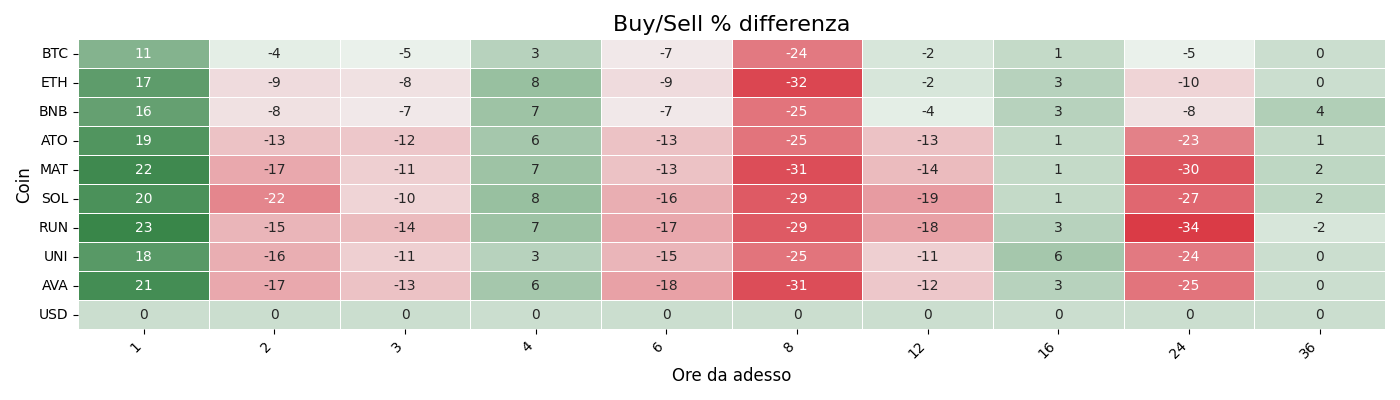 Buy/Sell % differenza
Coin
BTC 11 -4 -5 3 -7 -24 -2 1 -5 0
ETH 17 -9 -8 8 -9 -32 -2 3 -10 0
BNB 16 -8 -7 7 -7 -25 -4 3 -8 4
ATO 19 -13 -12 6 -13 -25 -13 1 -23 1
MAT 22 -17 -11 7 -13 -31 -14 1 -30 2
SOL 20 -22 -10 8 -16 -29 -19 1 -27 2
RUN 23 -15 -14 7 -17 -29 -18 3 -34 -2
UNI 18 -16 -11 3 -15 -25 -11 6 -24 0
AVA 21 -17 -13 6 -18 -31 -12 3 -25 0
USD 0 0 0 0 0 0 0 0 0 0
1 2 3 4 6 8 12 16 24 36
Ore da adesso